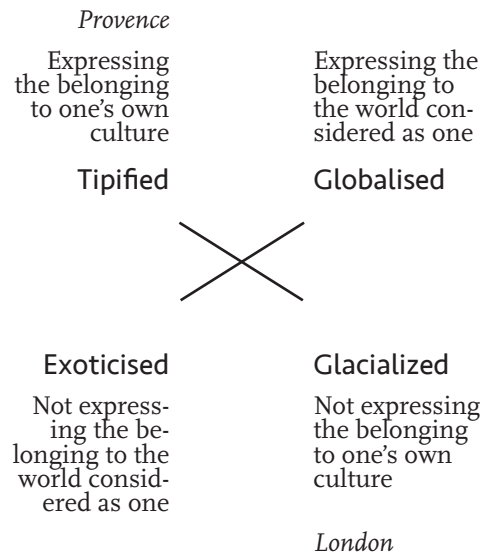 Provence
Expressing
the belonging
to one's own
culture
Tipified
Expressing the
belonging to
the world con-
sidered as one
Globalised
Exoticised
Not express-
ing the be-
longing to the
world consid-
ered as one
Glacialized
Not expressing
the belonging
to one's own
culture
London